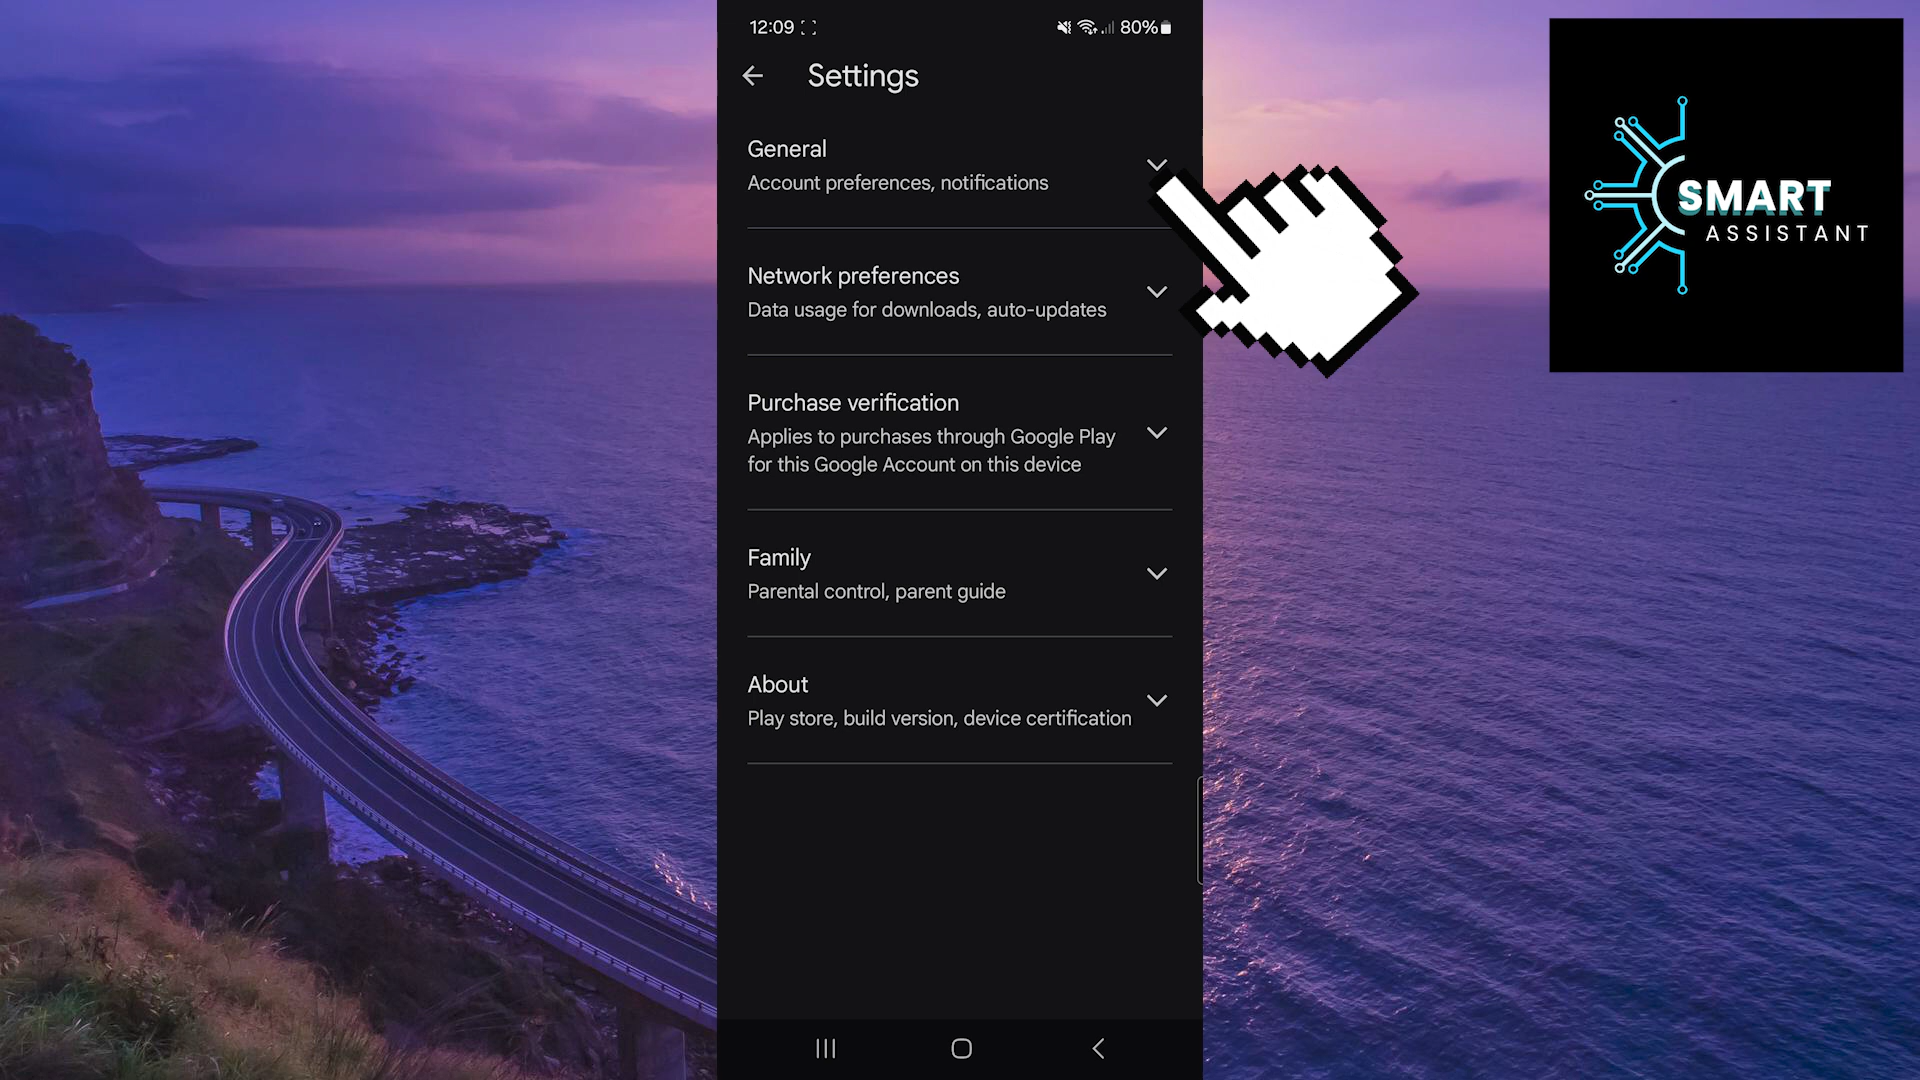 12:09
80%
Settings
General
Account preferences, notifications
Network preferences
Data usage for downloads, auto-updates
Purchase verification
Applies to purchases through Google Play
for this Google Account on this device
Family
Parental control, parent guide
About
Play store, build version, device certification
SMART
ASSISTANT